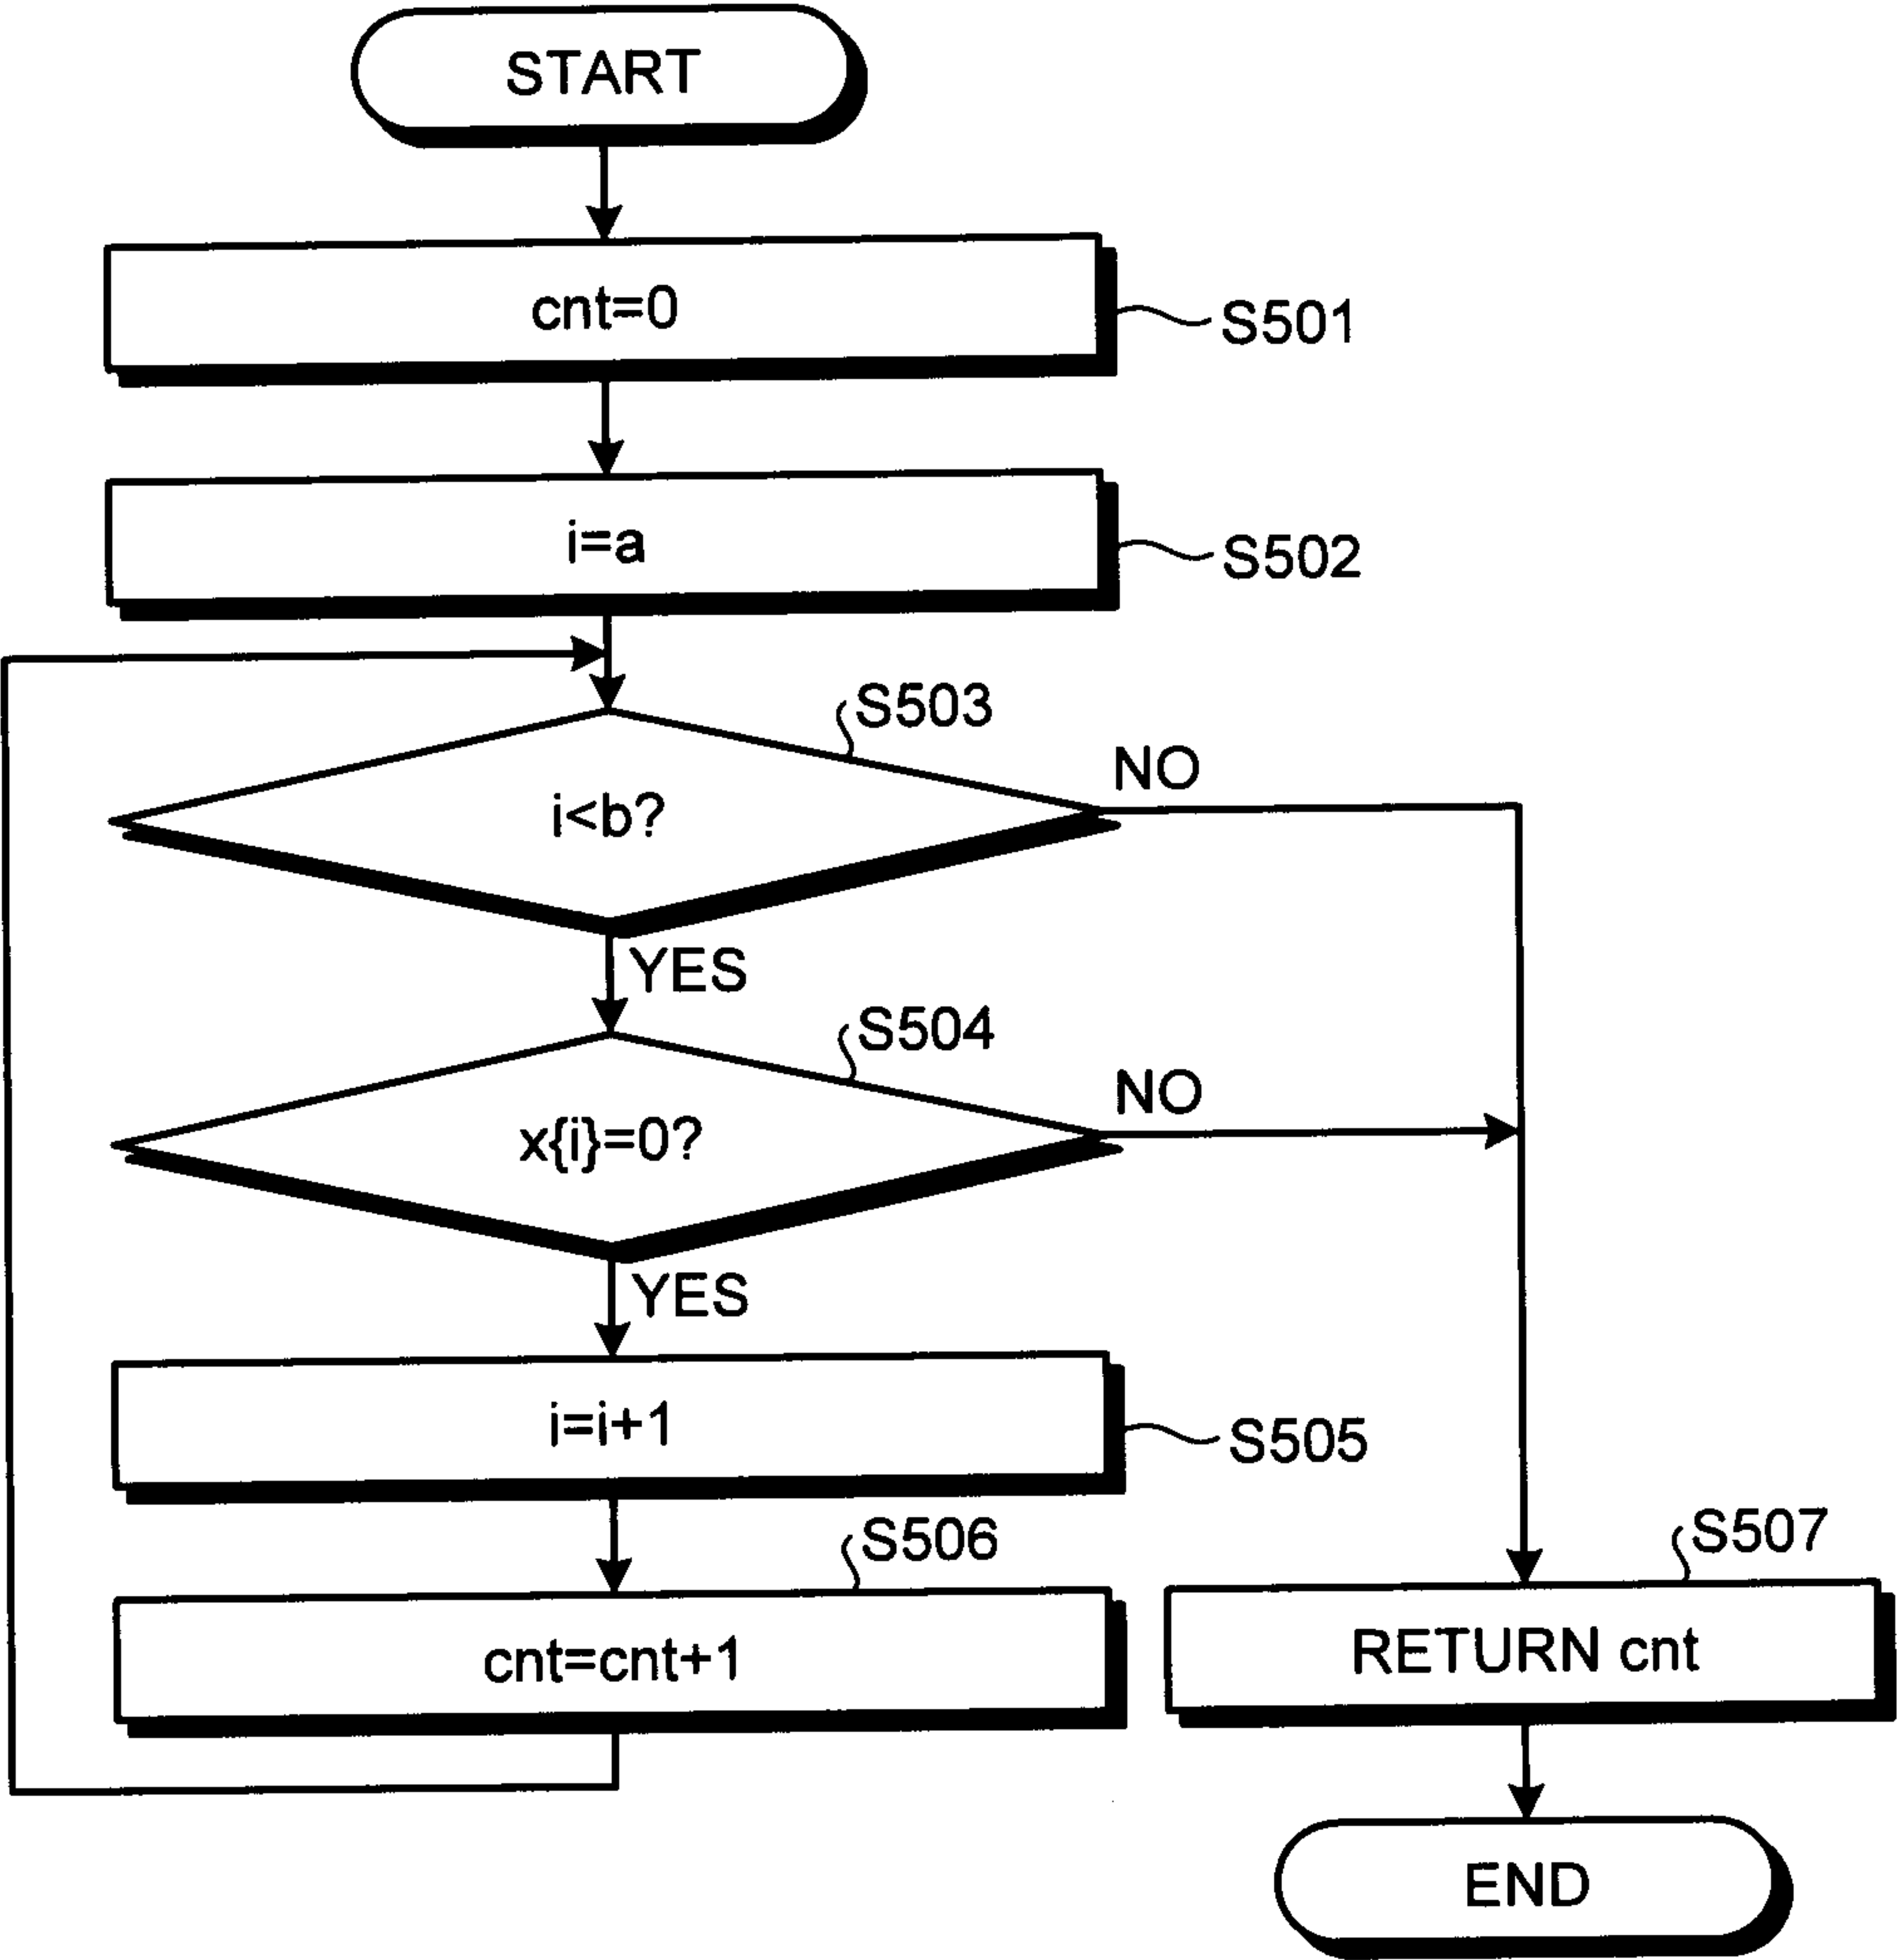 START
cnt=0
S501
i=a
S502
S503
NO
i<b?
YES
S504
NO
x{i}=0?
YES
i=i+1
S505
S506
S507
cnt=cnt+1
RETURN cnt
END